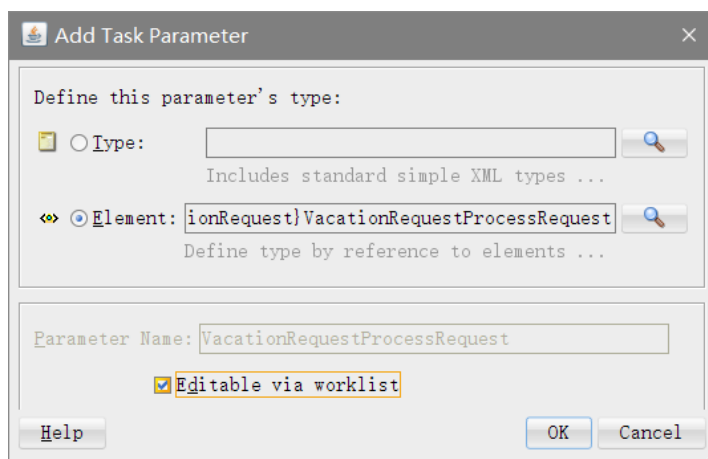 Add Task Parameter
Define this parameter's type:
Type:
Includes standard simple XML types ...
Element: ionRequest}VacationRequestProcessRequest
Define type by reference to elements ...
Parameter Name: VacationRequestProcessRequest
Editable via worklist
Help OK Cancel